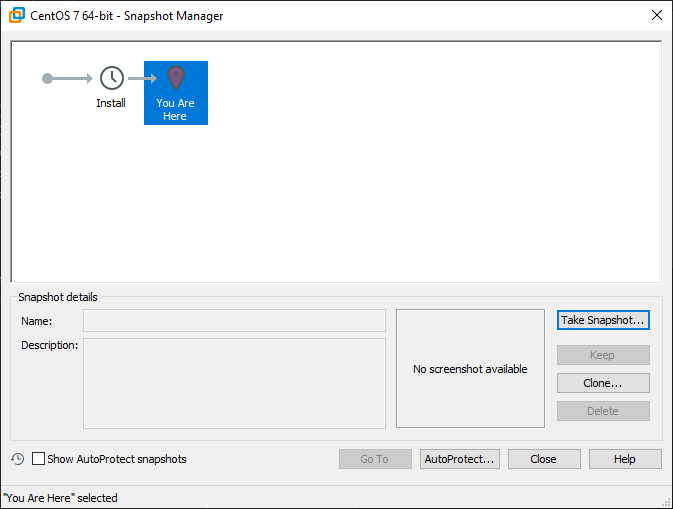 CentOS 7 64-bit - Snapshot Manager
Install
You Are
Here
Snapshot details
Name:
Take Snapshot...
Description:
Keep
No screenshot available
Clone...
Delete
Show AutoProtect snapshots
Go To
AutoProtect...
Close
Help
"You Are Here" selected